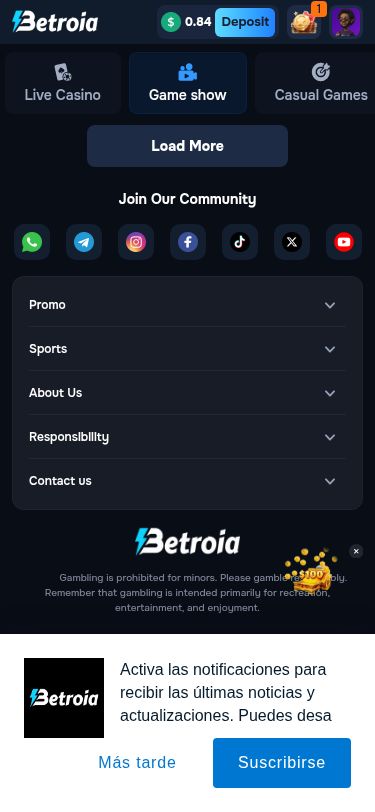 Betroia
$ 0.84 Deposit
1
Live Casino
Game show
Casual Games
Load More
Join Our Community
Promo
Sports
About Us
Responsibility
Contact us
Betroia
$100
Gambling is prohibited for minors. Please gamble
Remember that gambling is intended primarily for recreation,
entertainment, and enjoyment.
Betroia
Activa las notificaciones para
recibir las últimas noticias y
actualizaciones. Puedes desa
Más tarde
Suscribirse